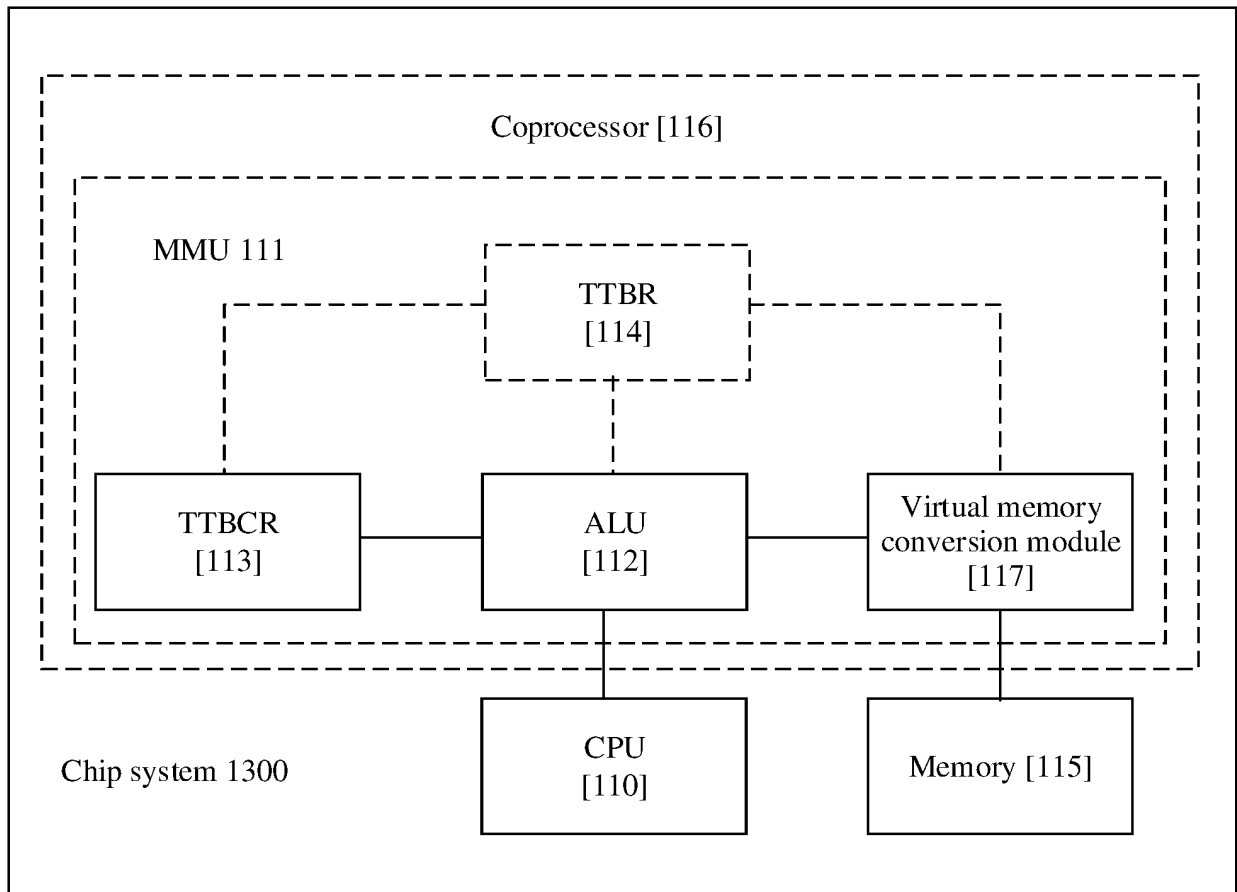 Coprocessor [116]
MMU 111
TTBR
[114]
TTBCR
[113]
ALU
[112]
Virtual memory
conversion module
[117]
CPU
[110]
Memory [115]
Chip system 1300